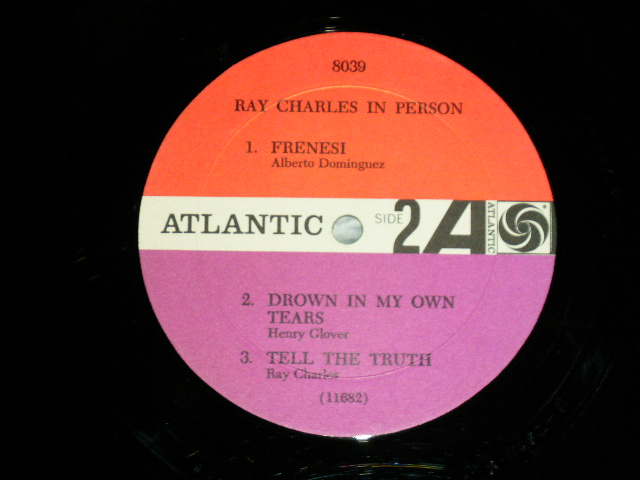 8039
RAY CHARLES IN PERSON
1. FRENESI
Alberto Dominguez
ATLANTIC SIDE 2 A ATLANTIC
2. DROWN IN MY OWN
TEARS
Henry Glover
3. TELL THE TRUTH
Ray Charles
(11682)